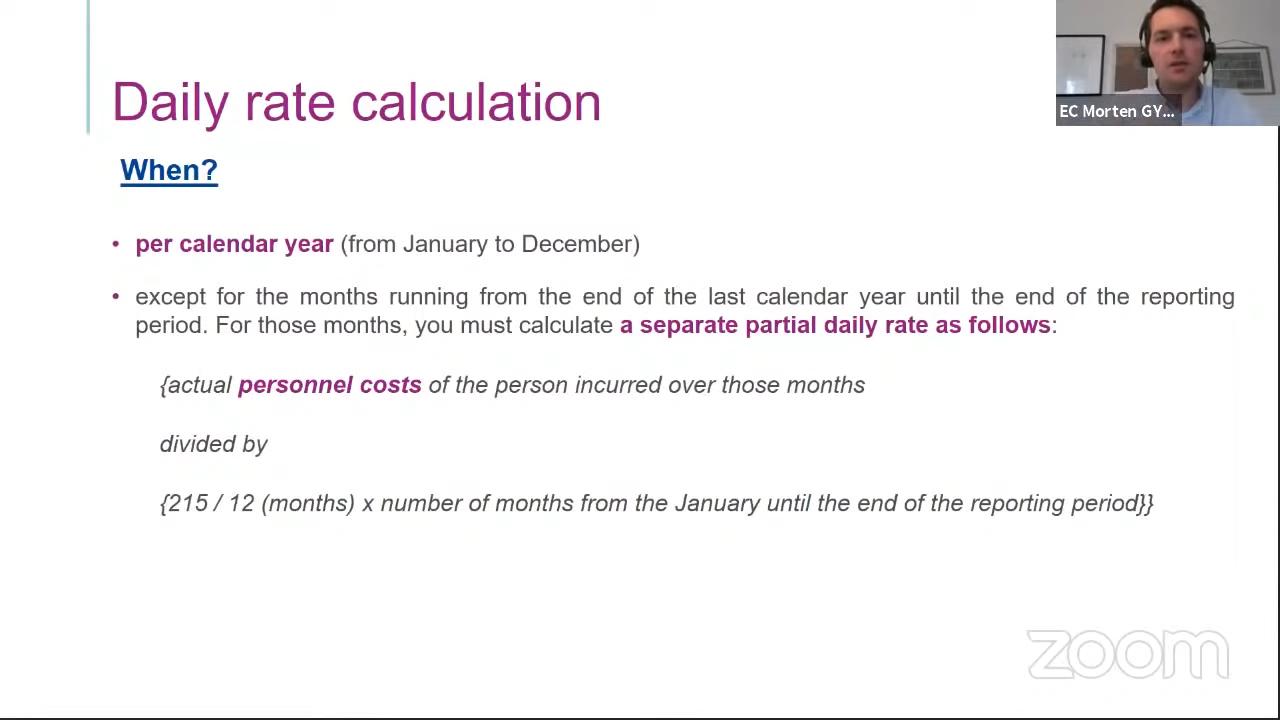 Daily rate calculation
EC Morten GY...
When?
• per calendar year (from January to December)
• except for the months running from the end of the last calendar year until the end of the reporting
period. For those months, you must calculate a separate partial daily rate as follows:
{actual personnel costs of the person incurred over those months
divided by
{215 / 12 (months) x number of months from the January until the end of the reporting period}}
zoom